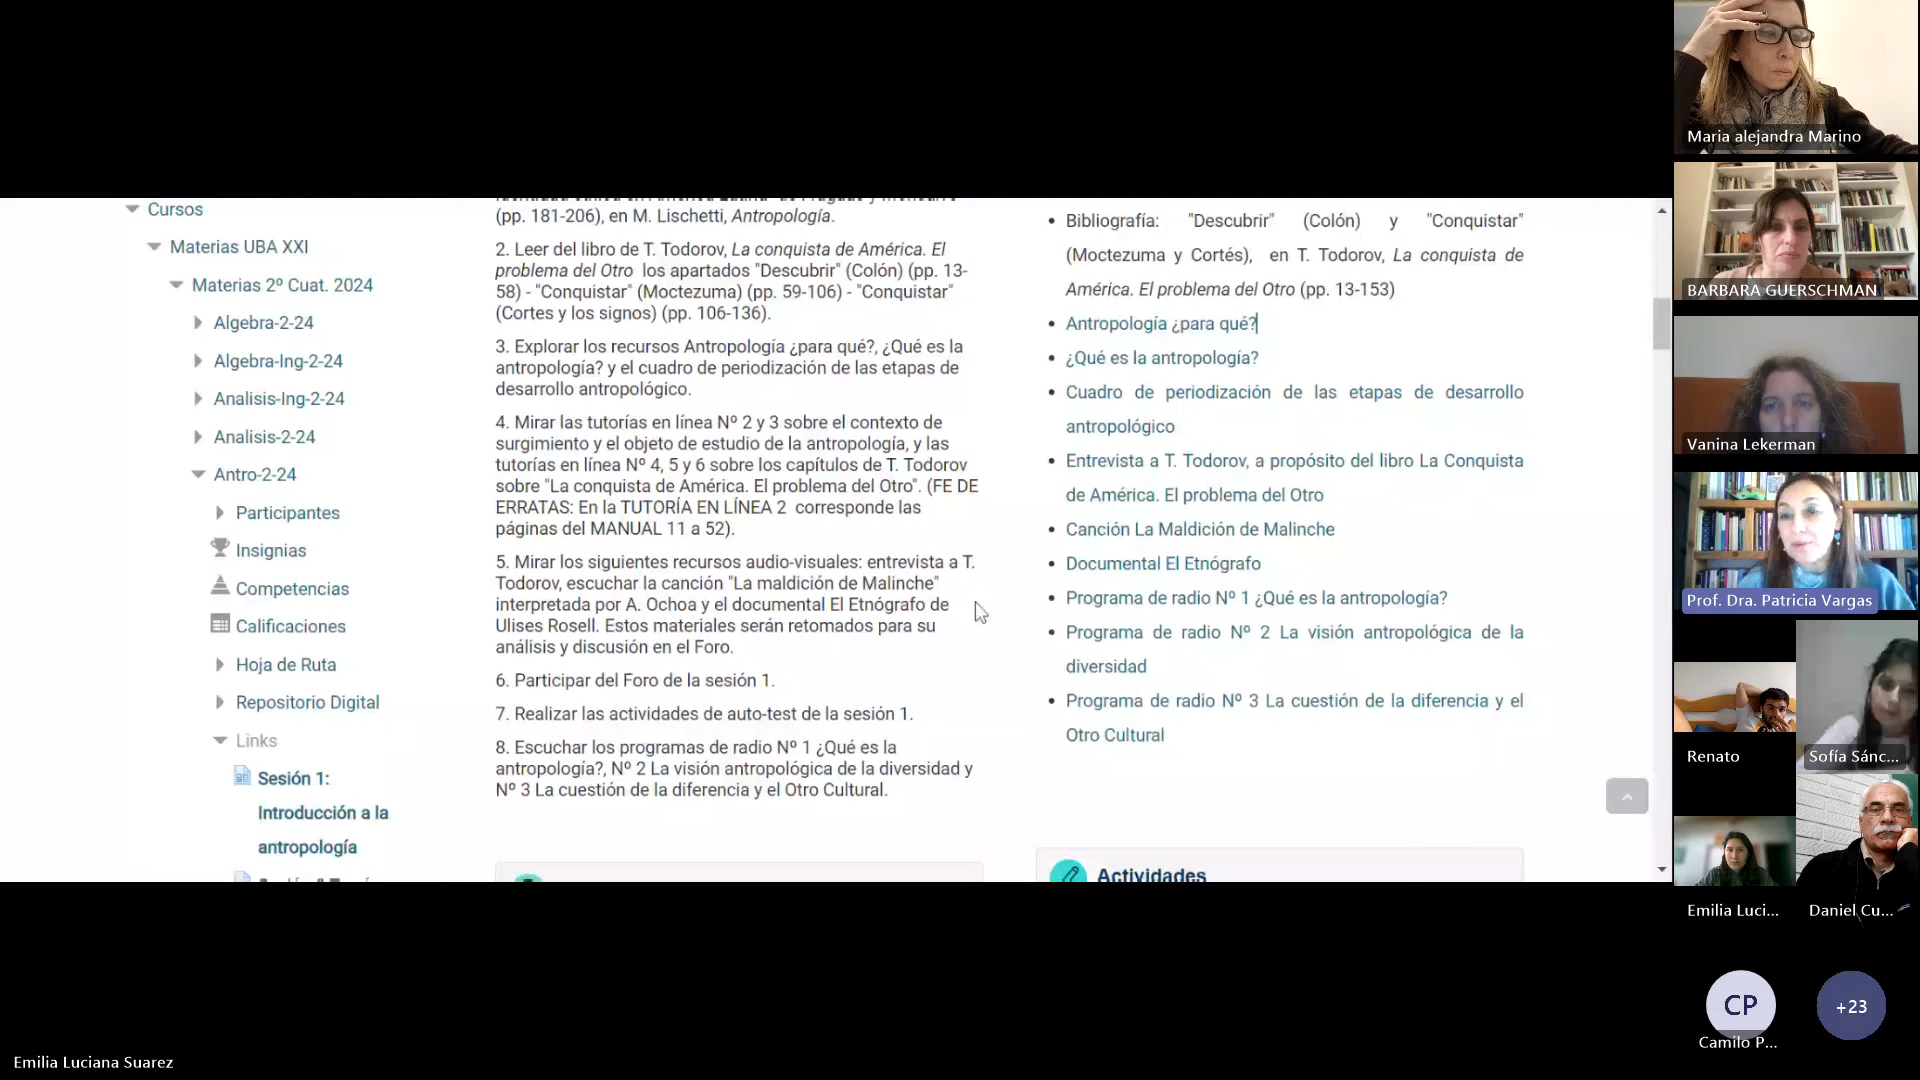 Cursos
Materias UBA XXI
Materias 2º Cuat. 2024
Algebra-2-24
Algebra-Ing-2-24
Analisis-Ing-2-24
Analisis-2-24
Antro-2-24
Participantes
Insignias
Competencias
Calificaciones
Hoja de Ruta
Repositorio Digital
Links
Sesión 1:
Introducción a la
antropología
(pp. 181-206), en M. Lischetti, Antropología.
2. Leer del libro de T. Todorov, La conquista de América. El
problema del Otro los apartados "Descubrir" (Colón) (pp. 13-
58) - "Conquistar" (Moctezuma) (pp. 59-106) - "Conquistar"
(Cortes y los signos) (pp. 106-136).
3. Explorar los recursos Antropología ¿para qué?, ¿Qué es la
antropología? y el cuadro de periodización de las etapas de
desarrollo antropológico.
4. Mirar las tutorías en línea Nº 2 y 3 sobre el contexto de
surgimiento y el objeto de estudio de la antropología, y las
tutorías en línea Nº 4, 5 y 6 sobre los capítulos de T. Todorov
sobre "La conquista de América. El problema del Otro". (FE DE
ERRATAS: En la TUTORÍA EN LÍNEA 2 corresponde las
páginas del MANUAL 11 a 52).
5. Mirar los siguientes recursos audio-visuales: entrevista a T.
Todorov, escuchar la canción "La maldición de Malinche"
interpretada por A. Ochoa y el documental El Etnógrafo de
Ulises Rosell. Estos materiales serán retomados para su
análisis y discusión en el Foro.
6. Participar del Foro de la sesión 1.
7. Realizar las actividades de auto-test de la sesión 1.
8. Escuchar los programas de radio Nº 1 ¿Qué es la
antropología?, Nº 2 La visión antropológica de la diversidad y
Nº 3 La cuestión de la diferencia y el Otro Cultural.
Bibliografía: "Descubrir" (Colón) y "Conquistar"
(Moctezuma y Cortés), en T. Todorov, La conquista de
América. El problema del Otro (pp. 13-153)
Antropología ¿para qué?
¿Qué es la antropología?
Cuadro de periodización de las etapas de desarrollo
antropológico
Entrevista a T. Todorov, a propósito del libro La Conquista
de América. El problema del Otro
Canción La Maldición de Malinche
Documental El Etnógrafo
Programa de radio Nº 1 ¿Qué es la antropología?
Programa de radio Nº 2 La visión antropológica de la
diversidad
Programa de radio Nº 3 La cuestión de la diferencia y el
Otro Cultural
Actividades
Maria alejandra Marino
BARBARA GUERSCHMAN
Vanina Lekerman
Prof. Dra. Patricia Vargas
Renato
Sofía Sánc...
Emilia Luci...
Daniel Cu...
CP
+23
Camilo P...
Emilia Luciana Suarez